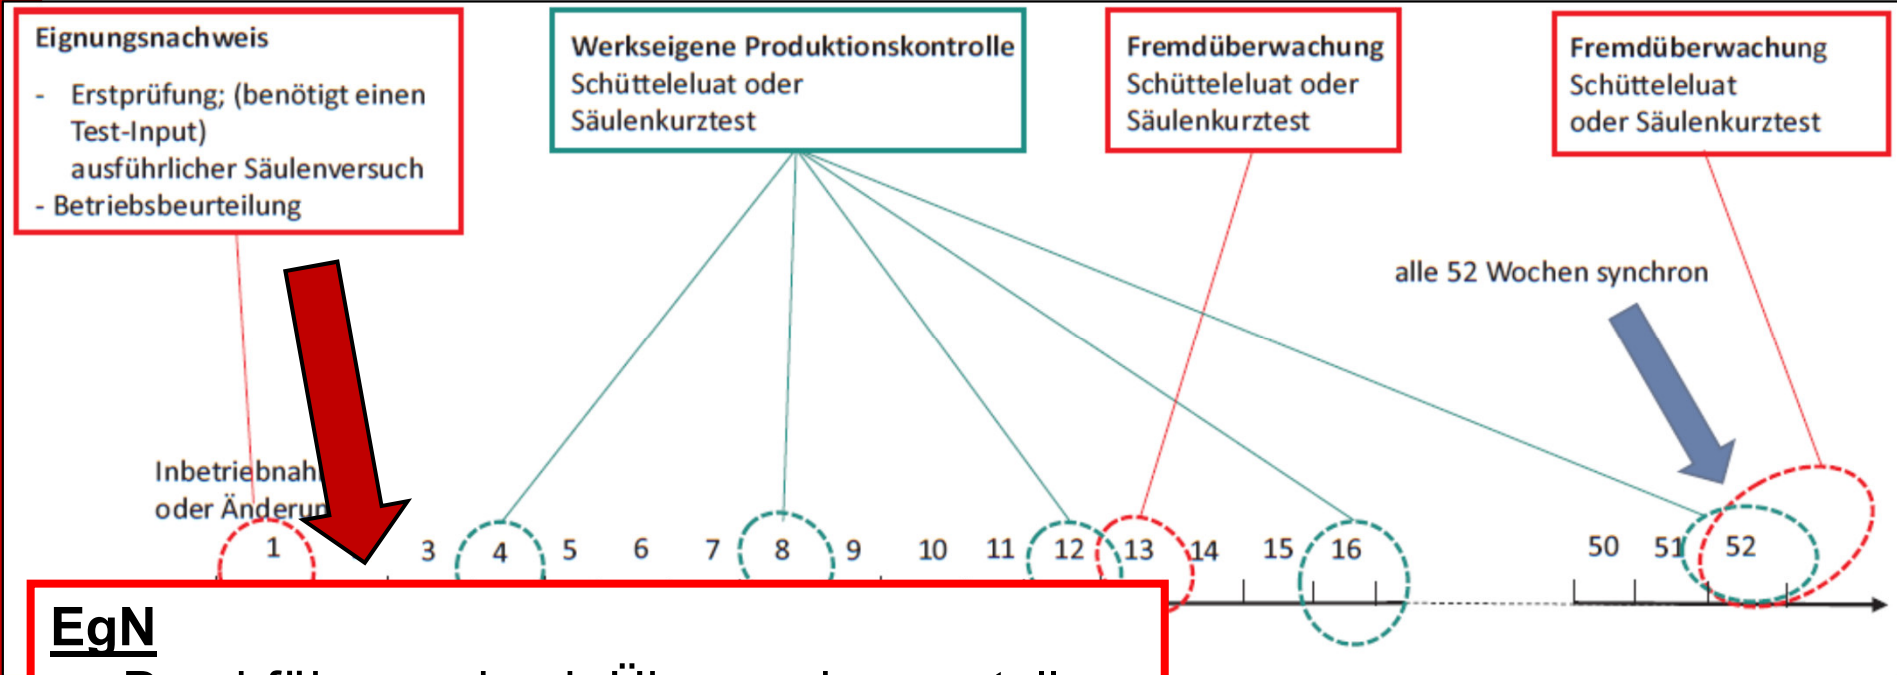 Eignungsnachweis
- Erstprüfung; (benötigt einen
Test-Input)
ausführlicher Säulenversuch
- Betriebsbeurteilung
Werkseigene Produktionskontrolle
Schütteleluat oder
Säulenkurztest
Fremdüberwachung
Schütteleluat oder
Säulenkurztest
Fremdüberwachung
Schütteleluat
oder Säulenkurztest
alle 52 Wochen synchron
Inbetriebnah
oder Änderun
1 3 4 5 6 7 8 9 10 11 12 13 14 15 16 50 51 52
EgN